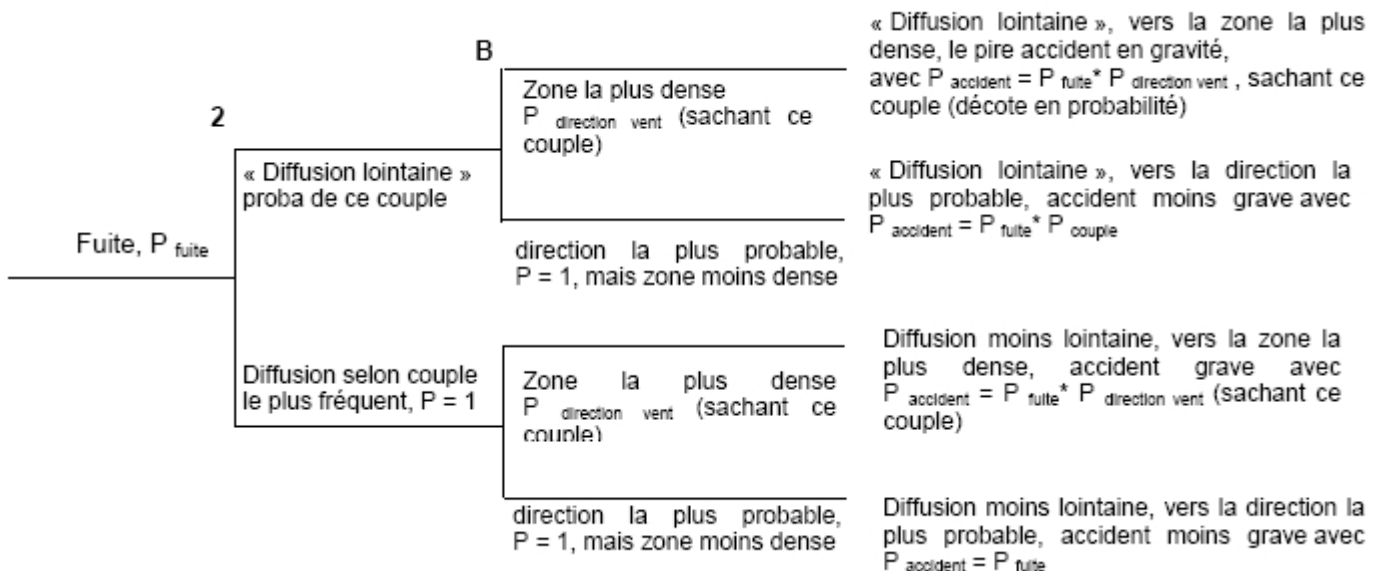 « Diffusion lointaine », vers la zone la plus
dense, le pire accident en gravité,
avec P accident = P fuite* P direction vent , sachant ce
couple (décote en probabilité)
B
Zone la plus dense
P direction vent (sachant ce
couple)
2
« Diffusion lointaine »
proba de ce couple
« Diffusion lointaine », vers la direction la
plus probable, accident moins grave avec
P accident = P fuite* P couple
Fuite, P fuite
direction la plus probable,
P = 1, mais zone moins dense
Diffusion moins lointaine, vers la zone la
plus dense, accident grave avec
P accident = P fuite* P direction vent (sachant ce
couple)
Diffusion selon couple
le plus fréquent, P = 1
Zone la plus dense
P direction vent (sachant ce
couple)
direction la plus probable,
P = 1, mais zone moins dense
Diffusion moins lointaine, vers la direction la
plus probable, accident moins grave avec
P accident = P fuite